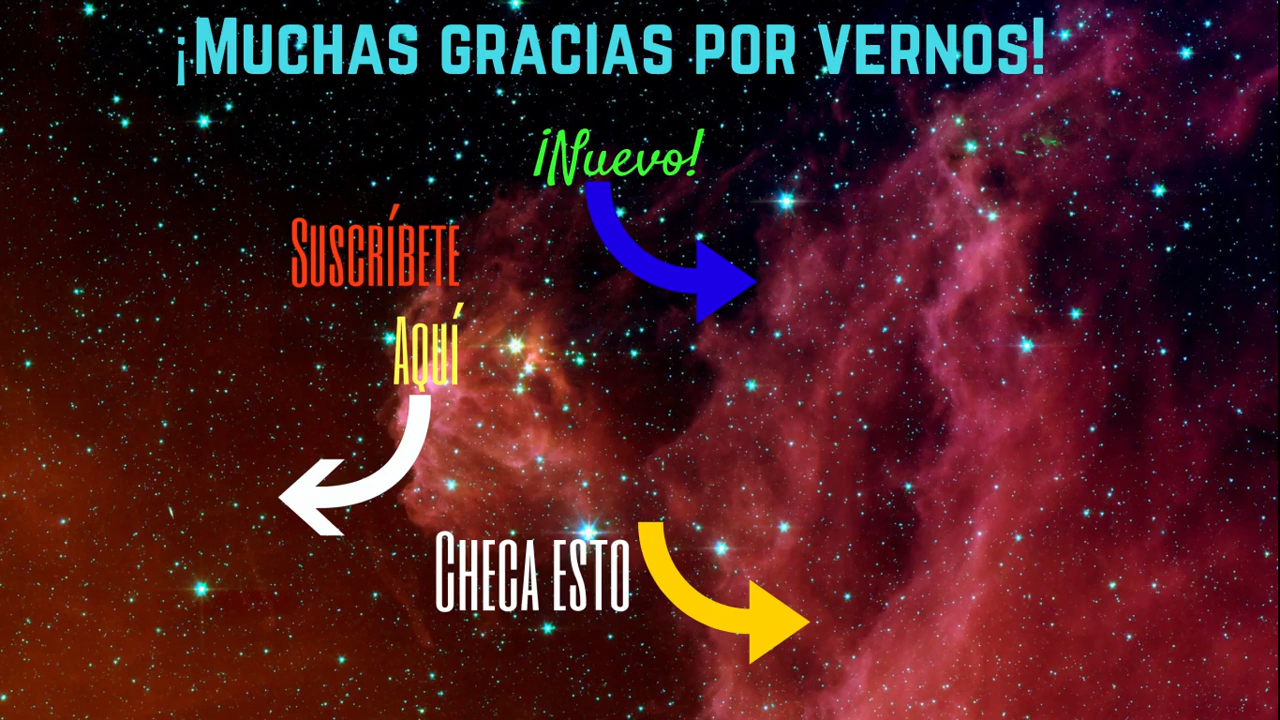 ¡Muchas gracias por vernos!
¡Nuevo!
Suscríbete
Aquí
Checa esto